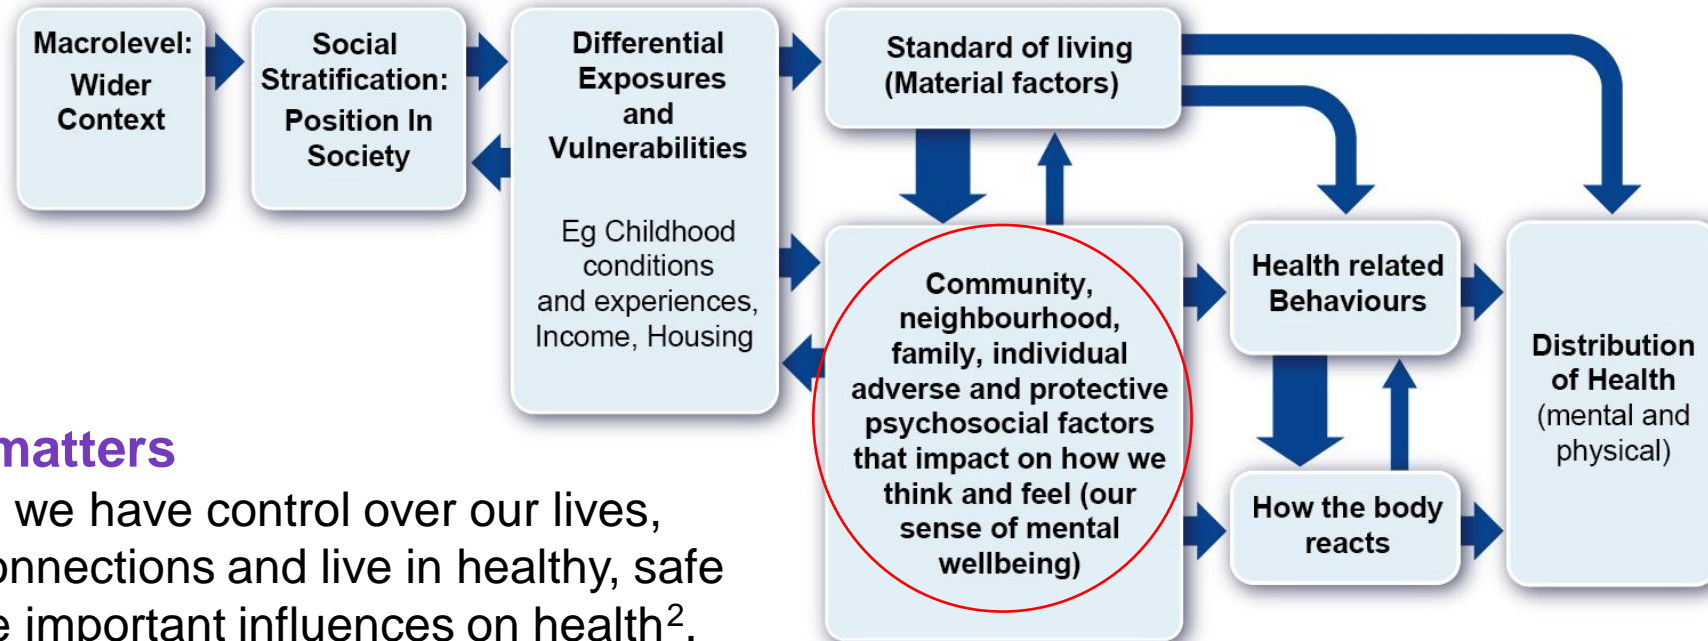 Macrolevel:
Wider
Context
Social
Stratification:
Position In
Society
Differential
Exposures
and
Vulnerabilities
Eg Childhood
conditions
and experiences,
Income, Housing
Standard of living
(Material factors)
Community,
neighbourhood,
family, individual
adverse and protective
psychosocial factors
that impact on how we
think and feel (our
sense of mental
wellbeing)
Health related
Behaviours
How the body
reacts
Distribution
of Health
(mental and
physical)
matters
we have control over our lives,
onnections and live in healthy, safe
e important influences on health².